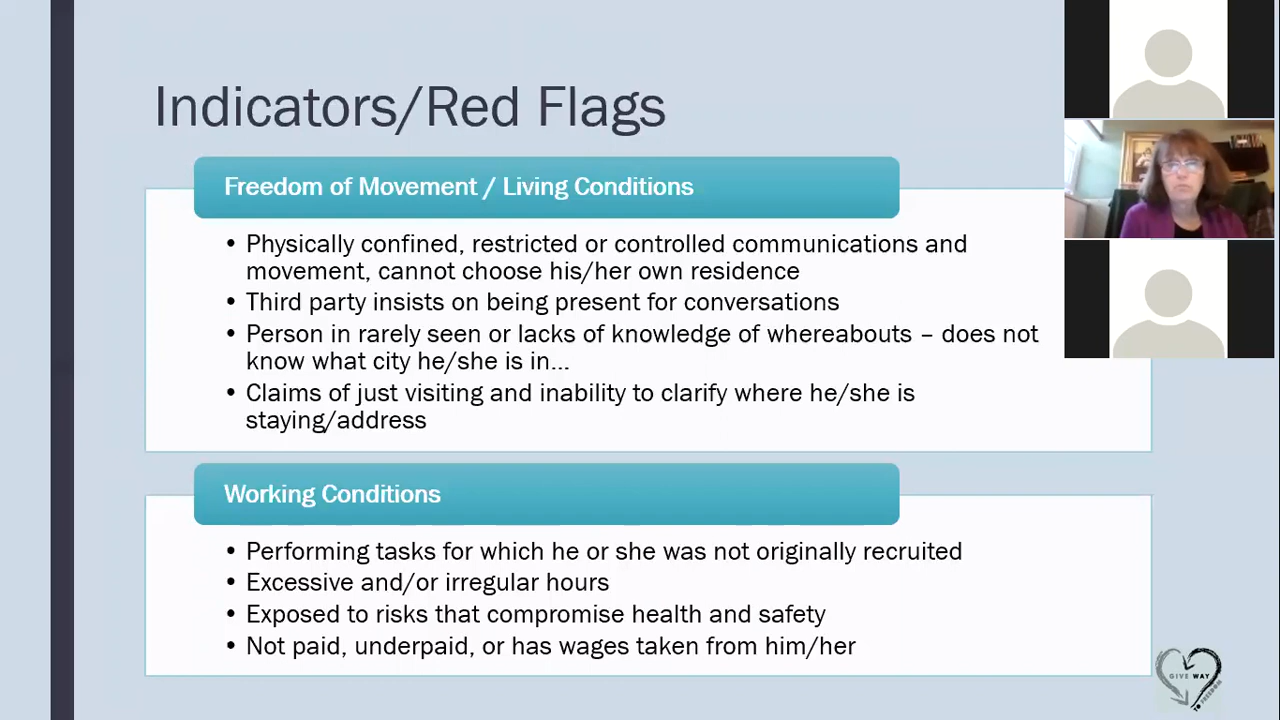 Indicators/Red Flags
Freedom of Movement / Living Conditions
• Physically confined, restricted or controlled communications and
movement, cannot choose his/her own residence
• Third party insists on being present for conversations
• Person in rarely seen or lacks of knowledge of whereabouts – does not
know what city he/she is in...
• Claims of just visiting and inability to clarify where he/she is
staying/address
Working Conditions
• Performing tasks for which he or she was not originally recruited
• Excessive and/or irregular hours
• Exposed to risks that compromise health and safety
• Not paid, underpaid, or has wages taken from him/her
GIVE WAY
TO FREEDOM